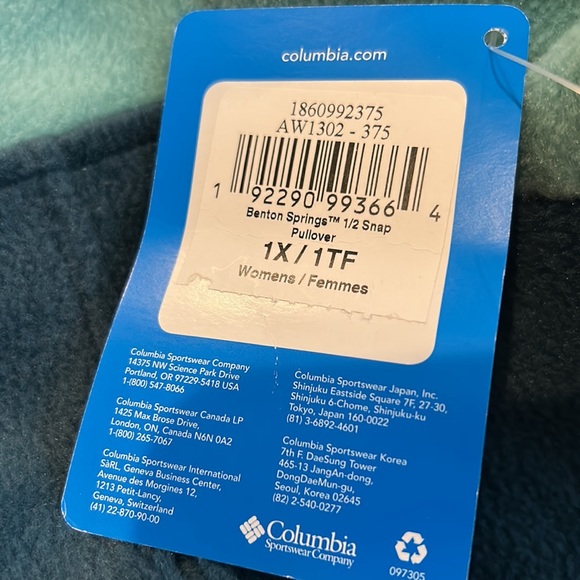 columbia.com
1860992375
AW1302 - 375
1 92290 99366 4
Benton Springs™ 1/2 Snap
Pullover
1X / 1TF
Womens / Femmes
Columbia Sportswear Company
14375 NW Science Park Drive
Portland, OR 97229-5418 USA
1-(800) 547-8066
Columbia Sportswear Canada LP
1425 Max Brose Drive,
London, ON, Canada N6N 0A2
1-(800) 265-7067
Columbia Sportswear International
SàRL, Geneva Business Center,
Avenue des Morgines 12,
1213 Petit-Lancy,
Geneva, Switzerland
(41) 22-870-90-00
Columbia Sportswear Japan, Inc.
Shinjuku Eastside Square 7F, 27-30,
Shinjuku 6-Chome, Shinjuku-ku
Tokyo, Japan 160-0022
(81) 3-6892-4601
Columbia Sportswear Korea
7th F. DaeSung Tower
465-13 JangAn-dong,
DongDaeMun-gu,
Seoul, Korea 02645
(82) 2-540-0277
Columbia
Sportswear Company
097305